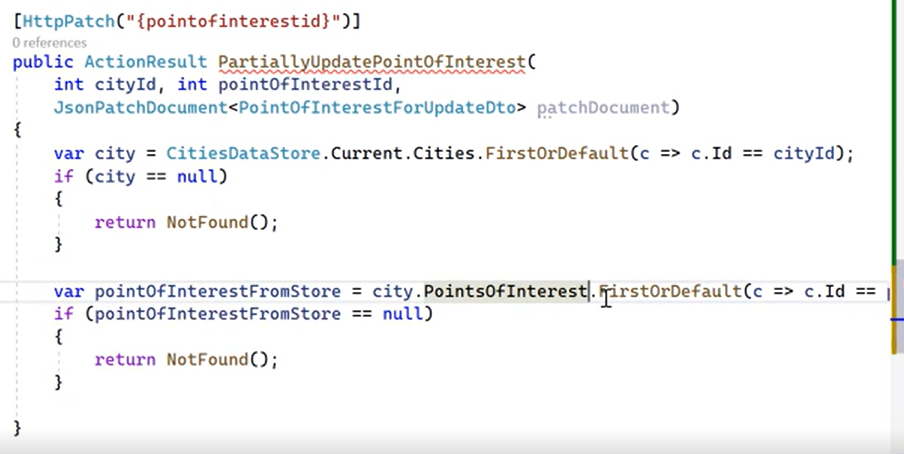 [HttpPatch("{pointofinterestid}")]
0 references
public ActionResult PartiallyUpdatePointOfInterest(
int cityId, int pointOfInterestId,
JsonPatchDocument<PointOfInterestForUpdateDto> patchDocument)
{
var city = CitiesDataStore.Current.Cities.FirstOrDefault(c => c.Id == cityId);
if (city == null)
{
return NotFound();
}
var pointOfInterestFromStore = city.PointsOfInterest.FirstOrDefault(c => c.Id ==
if (pointOfInterestFromStore == null)
{
return NotFound();
}
}